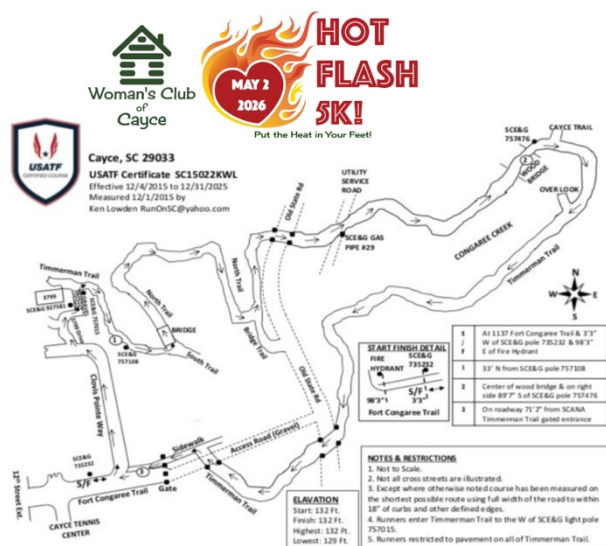 HOT
FLASH
5K!
Woman's Club
of
Cayce
MAY 2
2026
Put the Heat in Your Feet!
USATF
CERTIFIED COURSE
Cayce, SC 29033
USATF Certificate SC15022KWL
Effective 12/4/2015 to 12/31/2025
Measured 12/1/2015 by
Ken Lowden RunOnSC@yahoo.com
SCE&G
757476
CAYCE TRAIL
2
WOOD
BRIDGE
OVER LOOK
UTILITY
SERVICE
ROAD
Old State Rd
SCE&G GAS
PIPE #29
CONGAREE CREEK
Timmerman Trail
N
W
E
S
Timmerman Trail
3799
SCE&G 927581
SCE&G 757015
North Trail
North Trail
BRIDGE
South Trail
1
SCE&G
757108
Bridge Trail
Old State Rd
Clovis Pointe Way
START FINISH DETAIL
FIRE
HYDRANT
SCE&G
735232
S/F
98'3"
3'3"
Fort Congaree Trail
S
/
F
At 1137 Fort Congaree Trail & 3'3"
W of SCE&G pole 735232 & 98'3"
E of Fire Hydrant
1
33' N from SCE&G pole 757108
2
Center of wood bridge & on right
side 89'7" S of SCE&G pole 757476
3
On roadway 71'2" from SCANA
Timmerman Trail gated entrance
Sidewalk
Access Road (Gravel)
SCE&G
735232
S/F
3
Gate
Timmerman Trail
Fort Congaree Trail
12th Street Ext.
CAYCE TENNIS
CENTER
ELAVATION
Start: 132 Ft.
Finish: 132 Ft.
Highest: 132 Ft.
Lowest: 129 Ft.
NOTES & RESTRICTIONS
1. Not to Scale.
2. Not all cross streets are illustrated.
3. Except where otherwise noted course has been measured on
the shortest possible route using full width of the road to within
18" of curbs and other defined edges.
4. Runners enter Timmerman Trail to the W of SCE&G light pole
757015.
5. Runners restricted to pavement on all of Timmerman Trail.